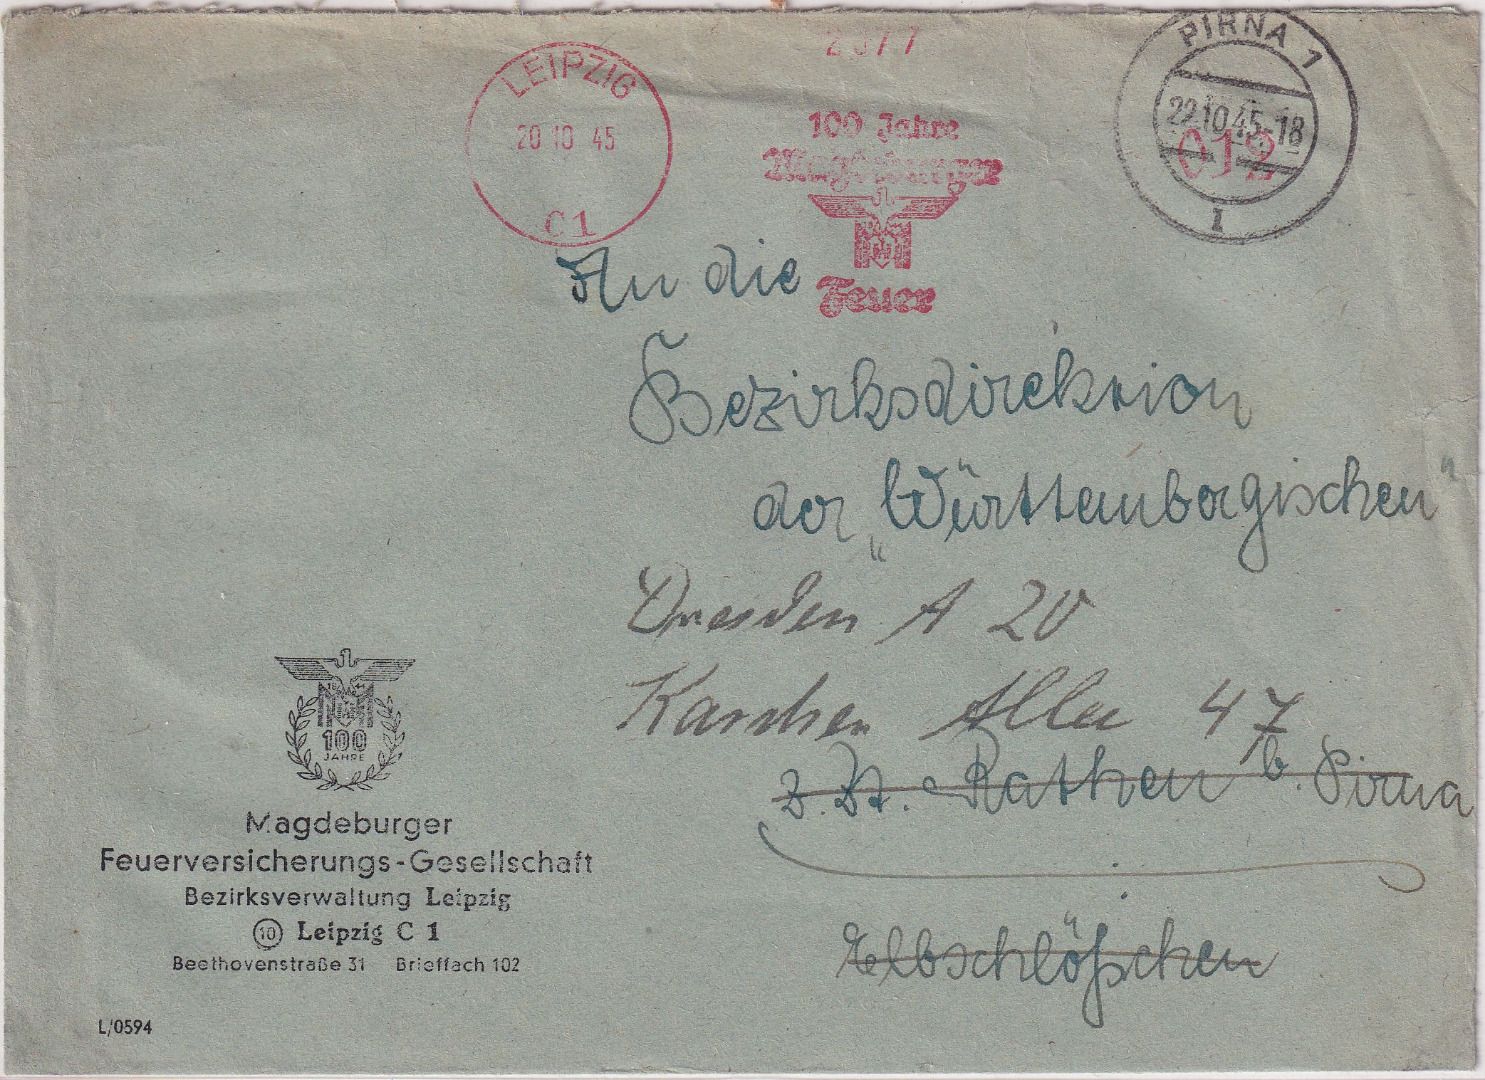 LEIPZIG
20 10 45
C1
2077
100 Jahre
Magdeburger
Feuer
PIRNA 1
22.10.45-18
012
1
An die
Bezirksdirektion
der „Württembergischen"
Dresden A 20
Karcher Allee 47
z. Zt. Rathen b. Pirna
Elbschlößchen
100
JAHRE
Magdeburger
Feuerversicherungs-Gesellschaft
Bezirksverwaltung Leipzig
10 Leipzig C 1
Beethovenstraße 31 Brieffach 102
L/0594